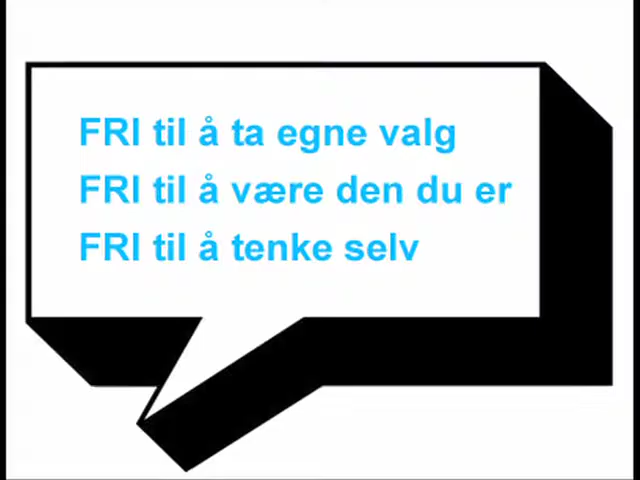 FRI til å ta egne valg
FRI til å være den du er
FRI til å tenke selv